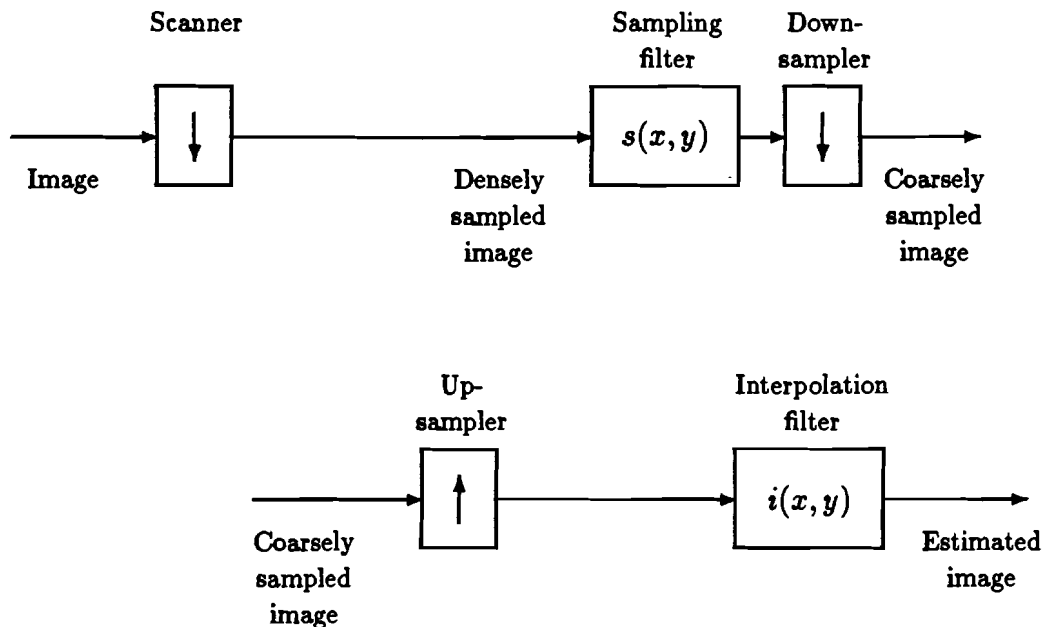 Scanner
Sampling
filter
Down-
sampler
s(x, y)
Image
Densely
sampled
image
Coarsely
sampled
image
Up-
sampler
Interpolation
filter
i(x, y)
Coarsely
sampled
image
Estimated
image